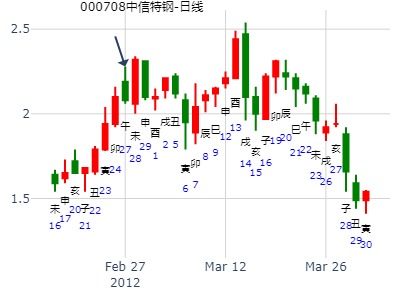 000708中信特钢-日线
2.5
2
1.5
未
16
申
17
亥
20
子
21
丑
22
寅
23
卯
24
午
27
未
28
申
29
酉
1
戌
2
丑
5
寅
6
卯
7
辰
8
巳
9
申
12
酉
13
戌
14
亥
15
子
16
卯
19
辰
20
巳
21
午
22
未
23
戌
26
亥
27
子
28
丑
29
寅
30
Feb 27
2012
Mar 12
Mar 26